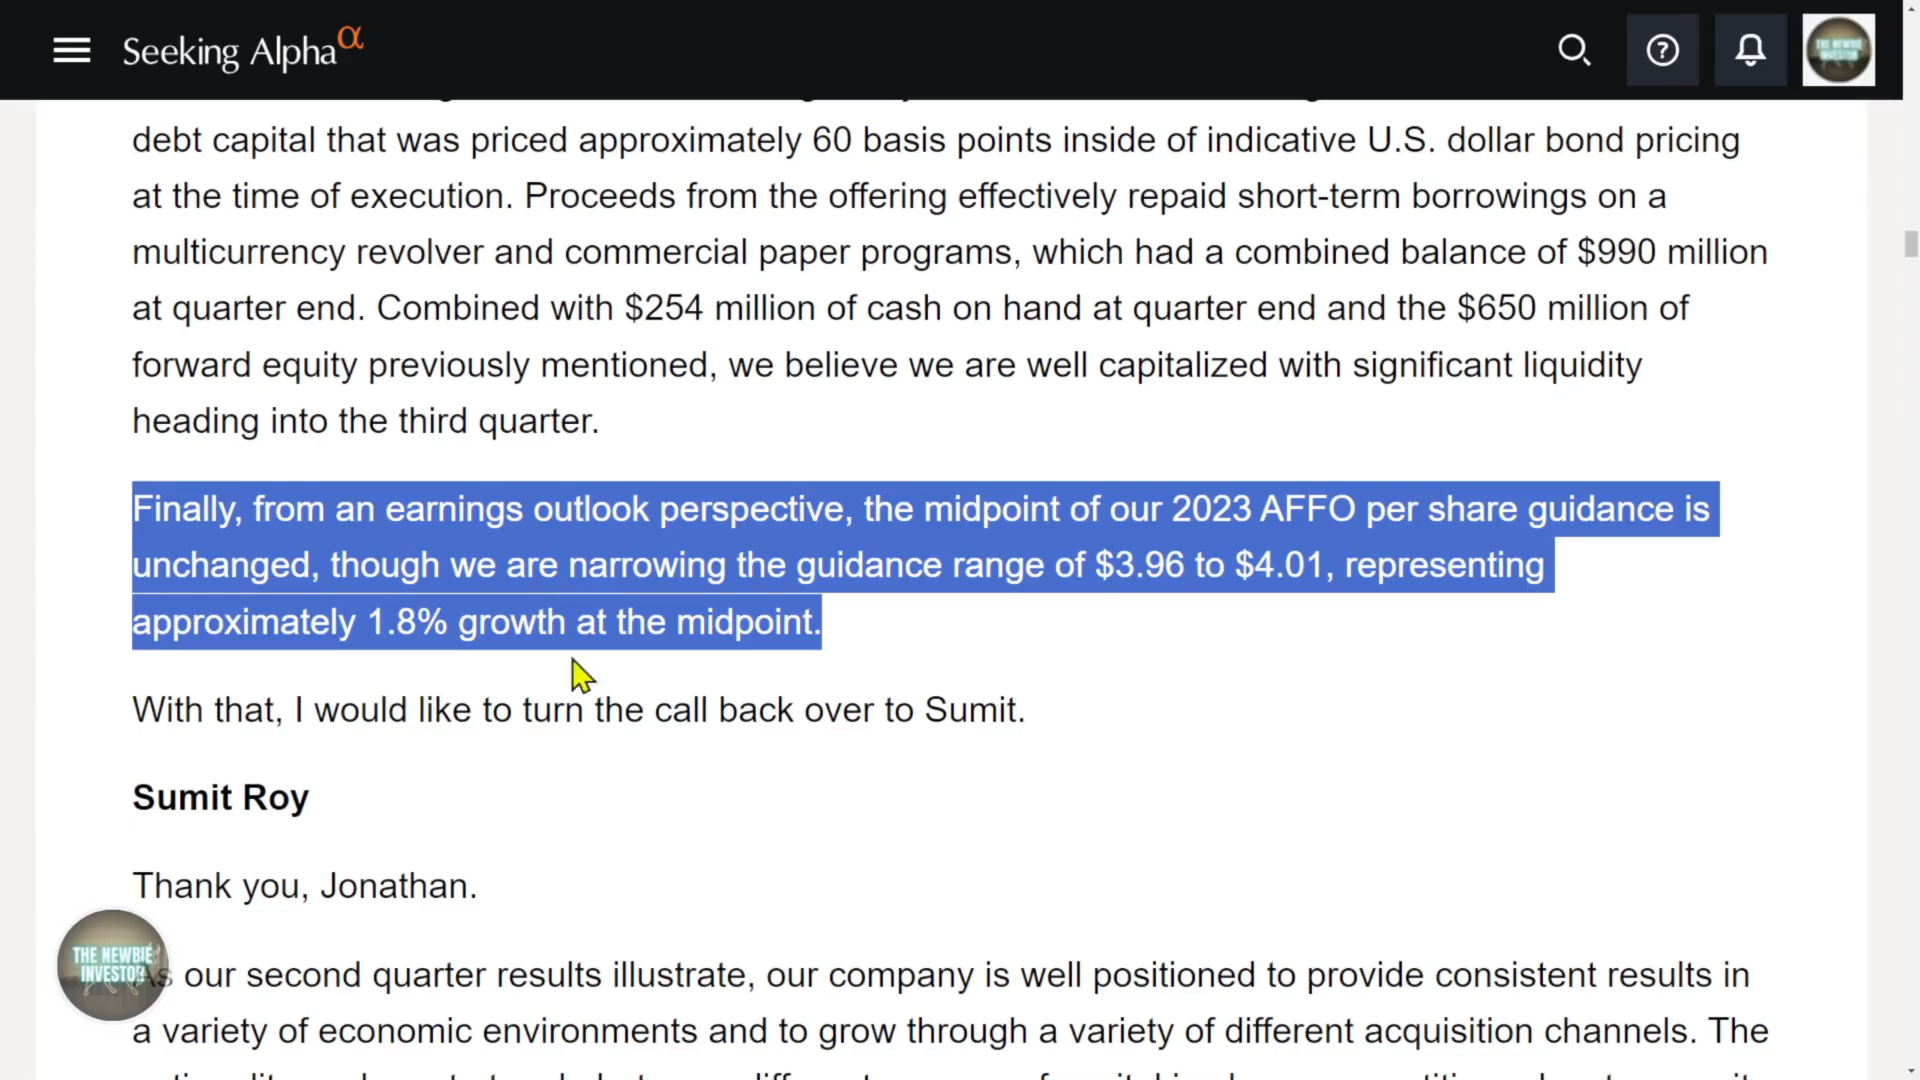 Seeking Alpha α
THE NEWBIE
INVESTOR
debt capital that was priced approximately 60 basis points inside of indicative U.S. dollar bond pricing
at the time of execution. Proceeds from the offering effectively repaid short-term borrowings on a
multicurrency revolver and commercial paper programs, which had a combined balance of $990 million
at quarter end. Combined with $254 million of cash on hand at quarter end and the $650 million of
forward equity previously mentioned, we believe we are well capitalized with significant liquidity
heading into the third quarter.
Finally, from an earnings outlook perspective, the midpoint of our 2023 AFFO per share guidance is
unchanged, though we are narrowing the guidance range of $3.96 to $4.01, representing
approximately 1.8% growth at the midpoint.
With that, I would like to turn the call back over to Sumit.
Sumit Roy
Thank you, Jonathan.
THE NEWBIE
INVESTOR
As our second quarter results illustrate, our company is well positioned to provide consistent results in
a variety of economic environments and to grow through a variety of different acquisition channels. The